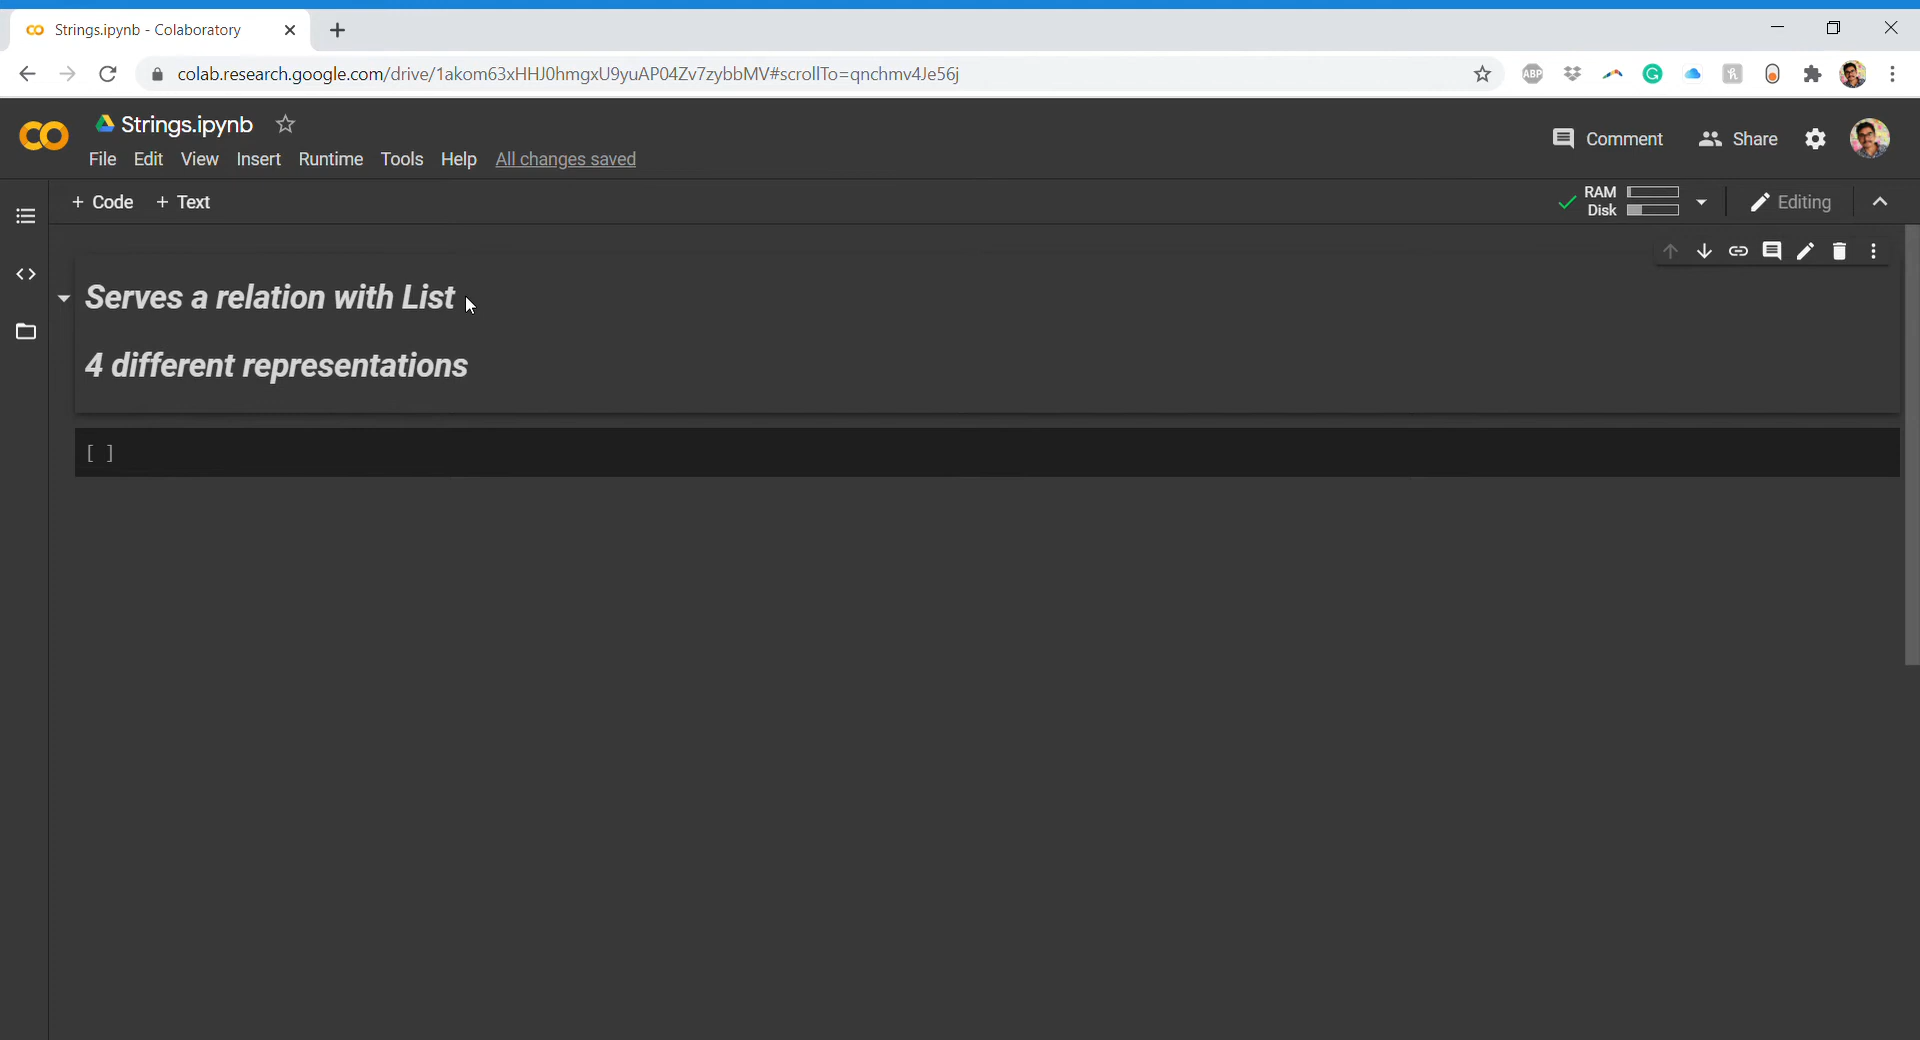 Strings.ipynb - Colaboratory
colab.research.google.com/drive/1akom63xHHJ0hmgxU9yuAP04Zv7zybbMV#scrollTo=qnchmv4Je56j
ABP
CO Strings.ipynb
Comment Share
File Edit View Insert Runtime Tools Help All changes saved
+ Code + Text
RAM
Disk
Editing
Serves a relation with List
4 different representations
[ ]